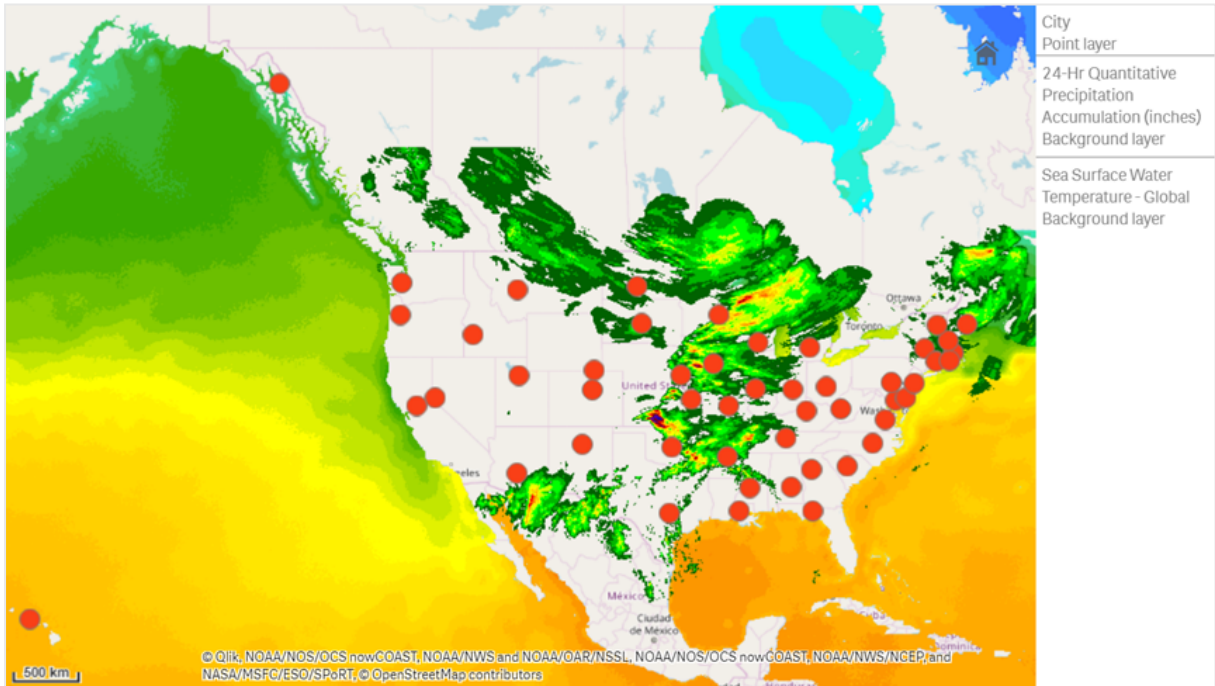 City
Point layer
24-Hr Quantitative
Precipitation
Accumulation (inches)
Background layer
Sea Surface Water
Temperature - Global
Background layer
Ottawa
Toronto
United
eles
México
Ciudad
de México
Cuba
500 km
© Qlik, NOAA/NOS/OCS nowCOAST, NOAA/NWS and NOAA/OAR/NSSL, NOAA/NOS/OCS nowCOAST, NOAA/NWS/NCEP, and
NASA/MSFC/ESO/SPoRT, © OpenStreetMap contributors